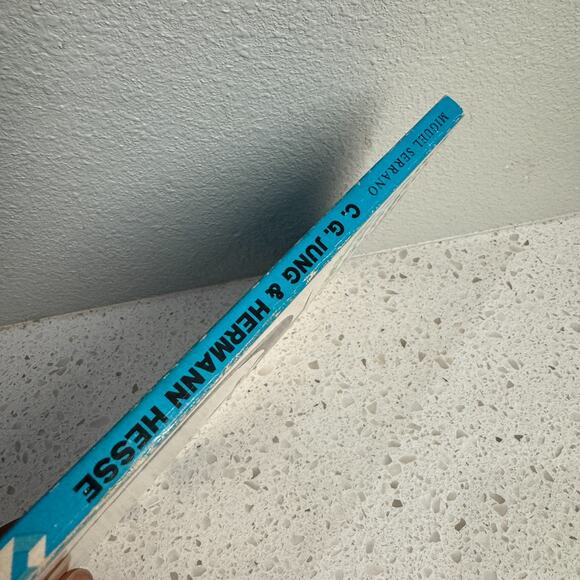 MIGUEL SERRANO
C. G. JUNG & HERMANN HESSE